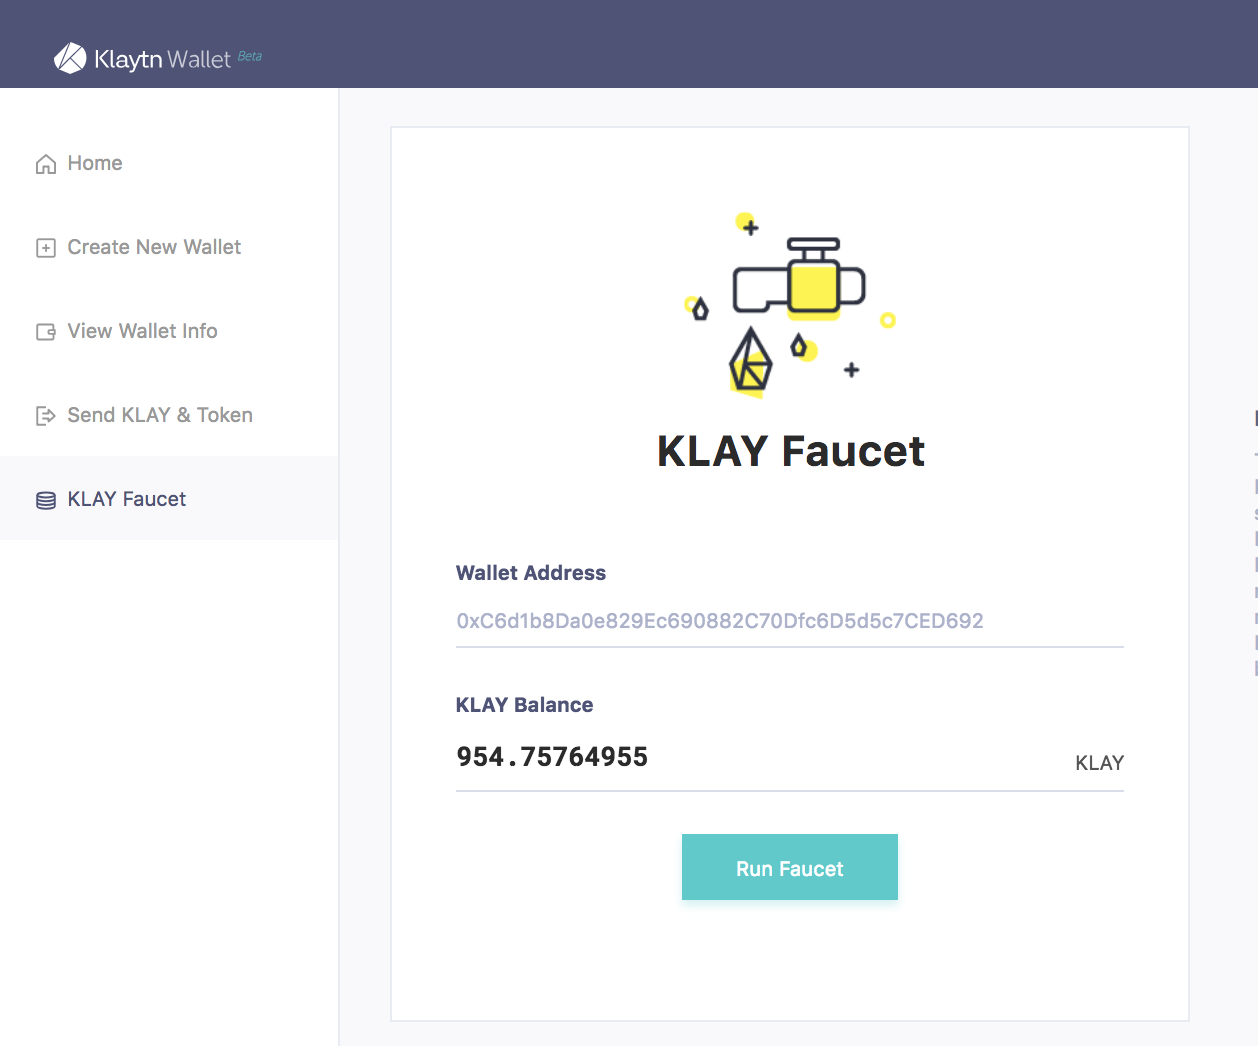 Klaytn Wallet Beta
Home
Create New Wallet
View Wallet Info
Send KLAY & Token
KLAY Faucet
KLAY Faucet
Wallet Address
0xC6d1b8Da0e829Ec690882C70Dfc6D5d5c7CED692
KLAY Balance
954.75764955 KLAY
Run Faucet